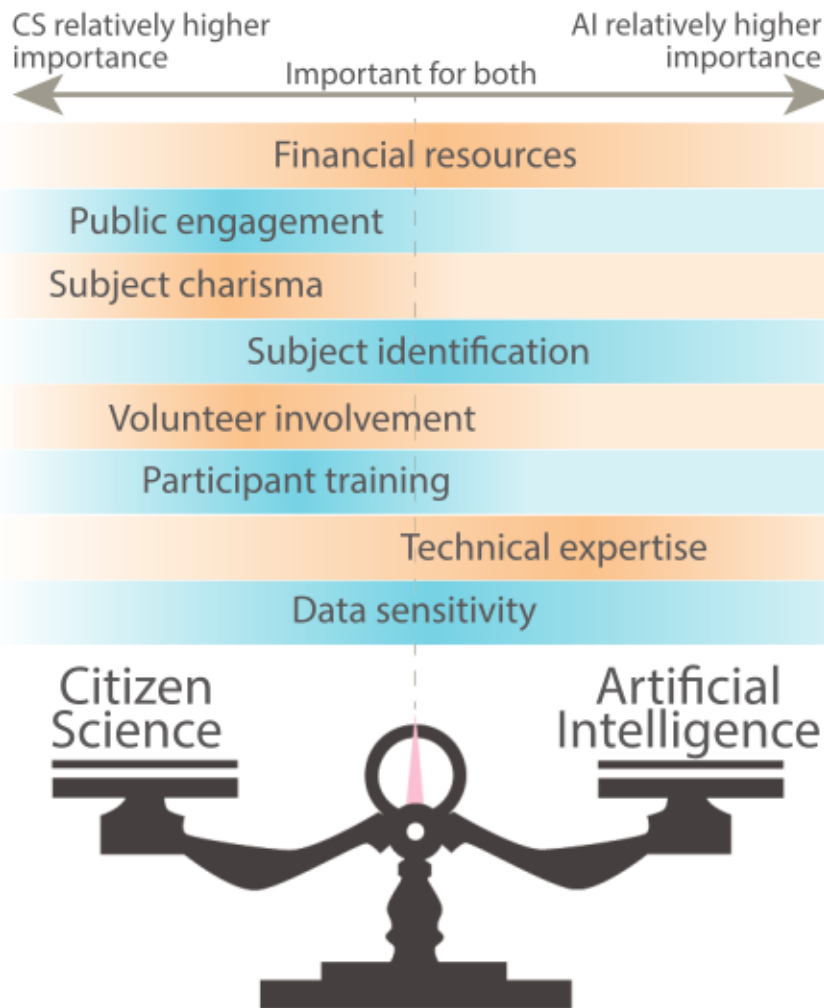 CS relatively higher
importance
AI relatively higher
importance
Important for both
Financial resources
Public engagement
Subject charisma
Subject identification
Volunteer involvement
Participant training
Technical expertise
Data sensitivity
Citizen
Science
Artificial
Intelligence